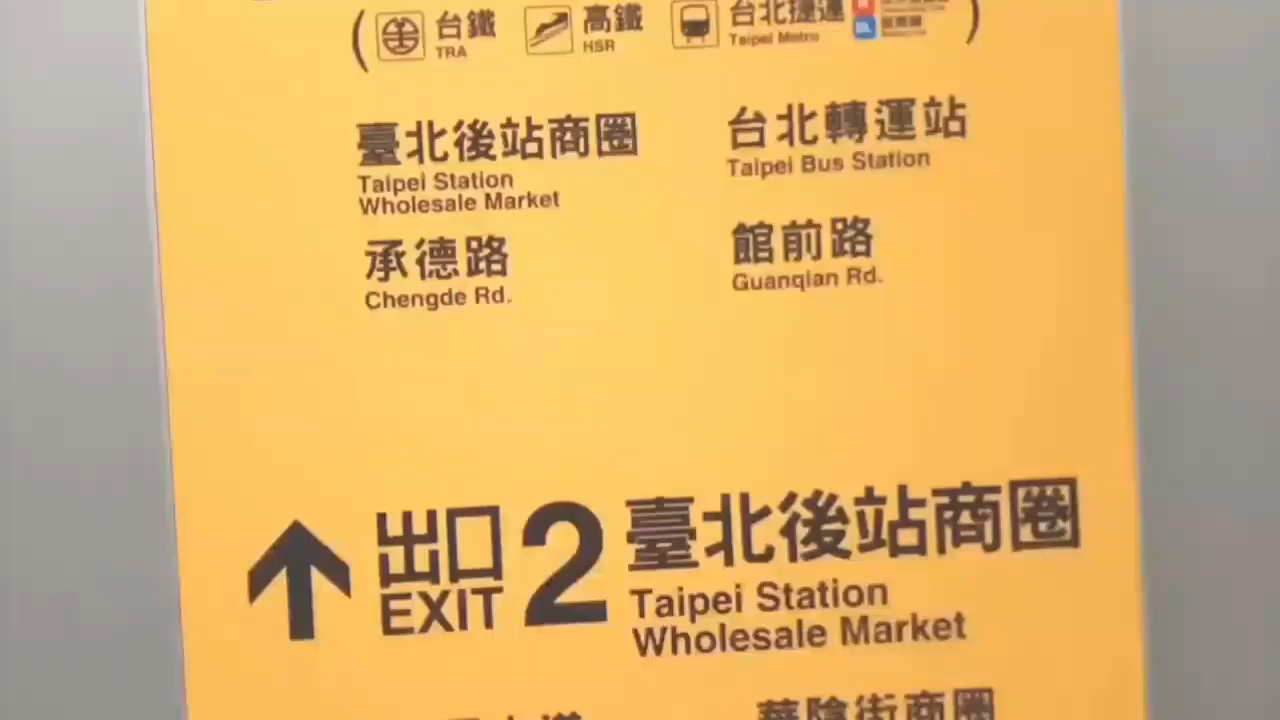 ( 台鐵 TRA 高鐵 HSR 台北捷運 Taipei Metro )
臺北後站商圈
Taipei Station
Wholesale Market
台北轉運站
Taipei Bus Station
承德路
Chengde Rd.
館前路
Guanqian Rd.
出口 EXIT 2
臺北後站商圈
Taipei Station
Wholesale Market
華陰街商圈